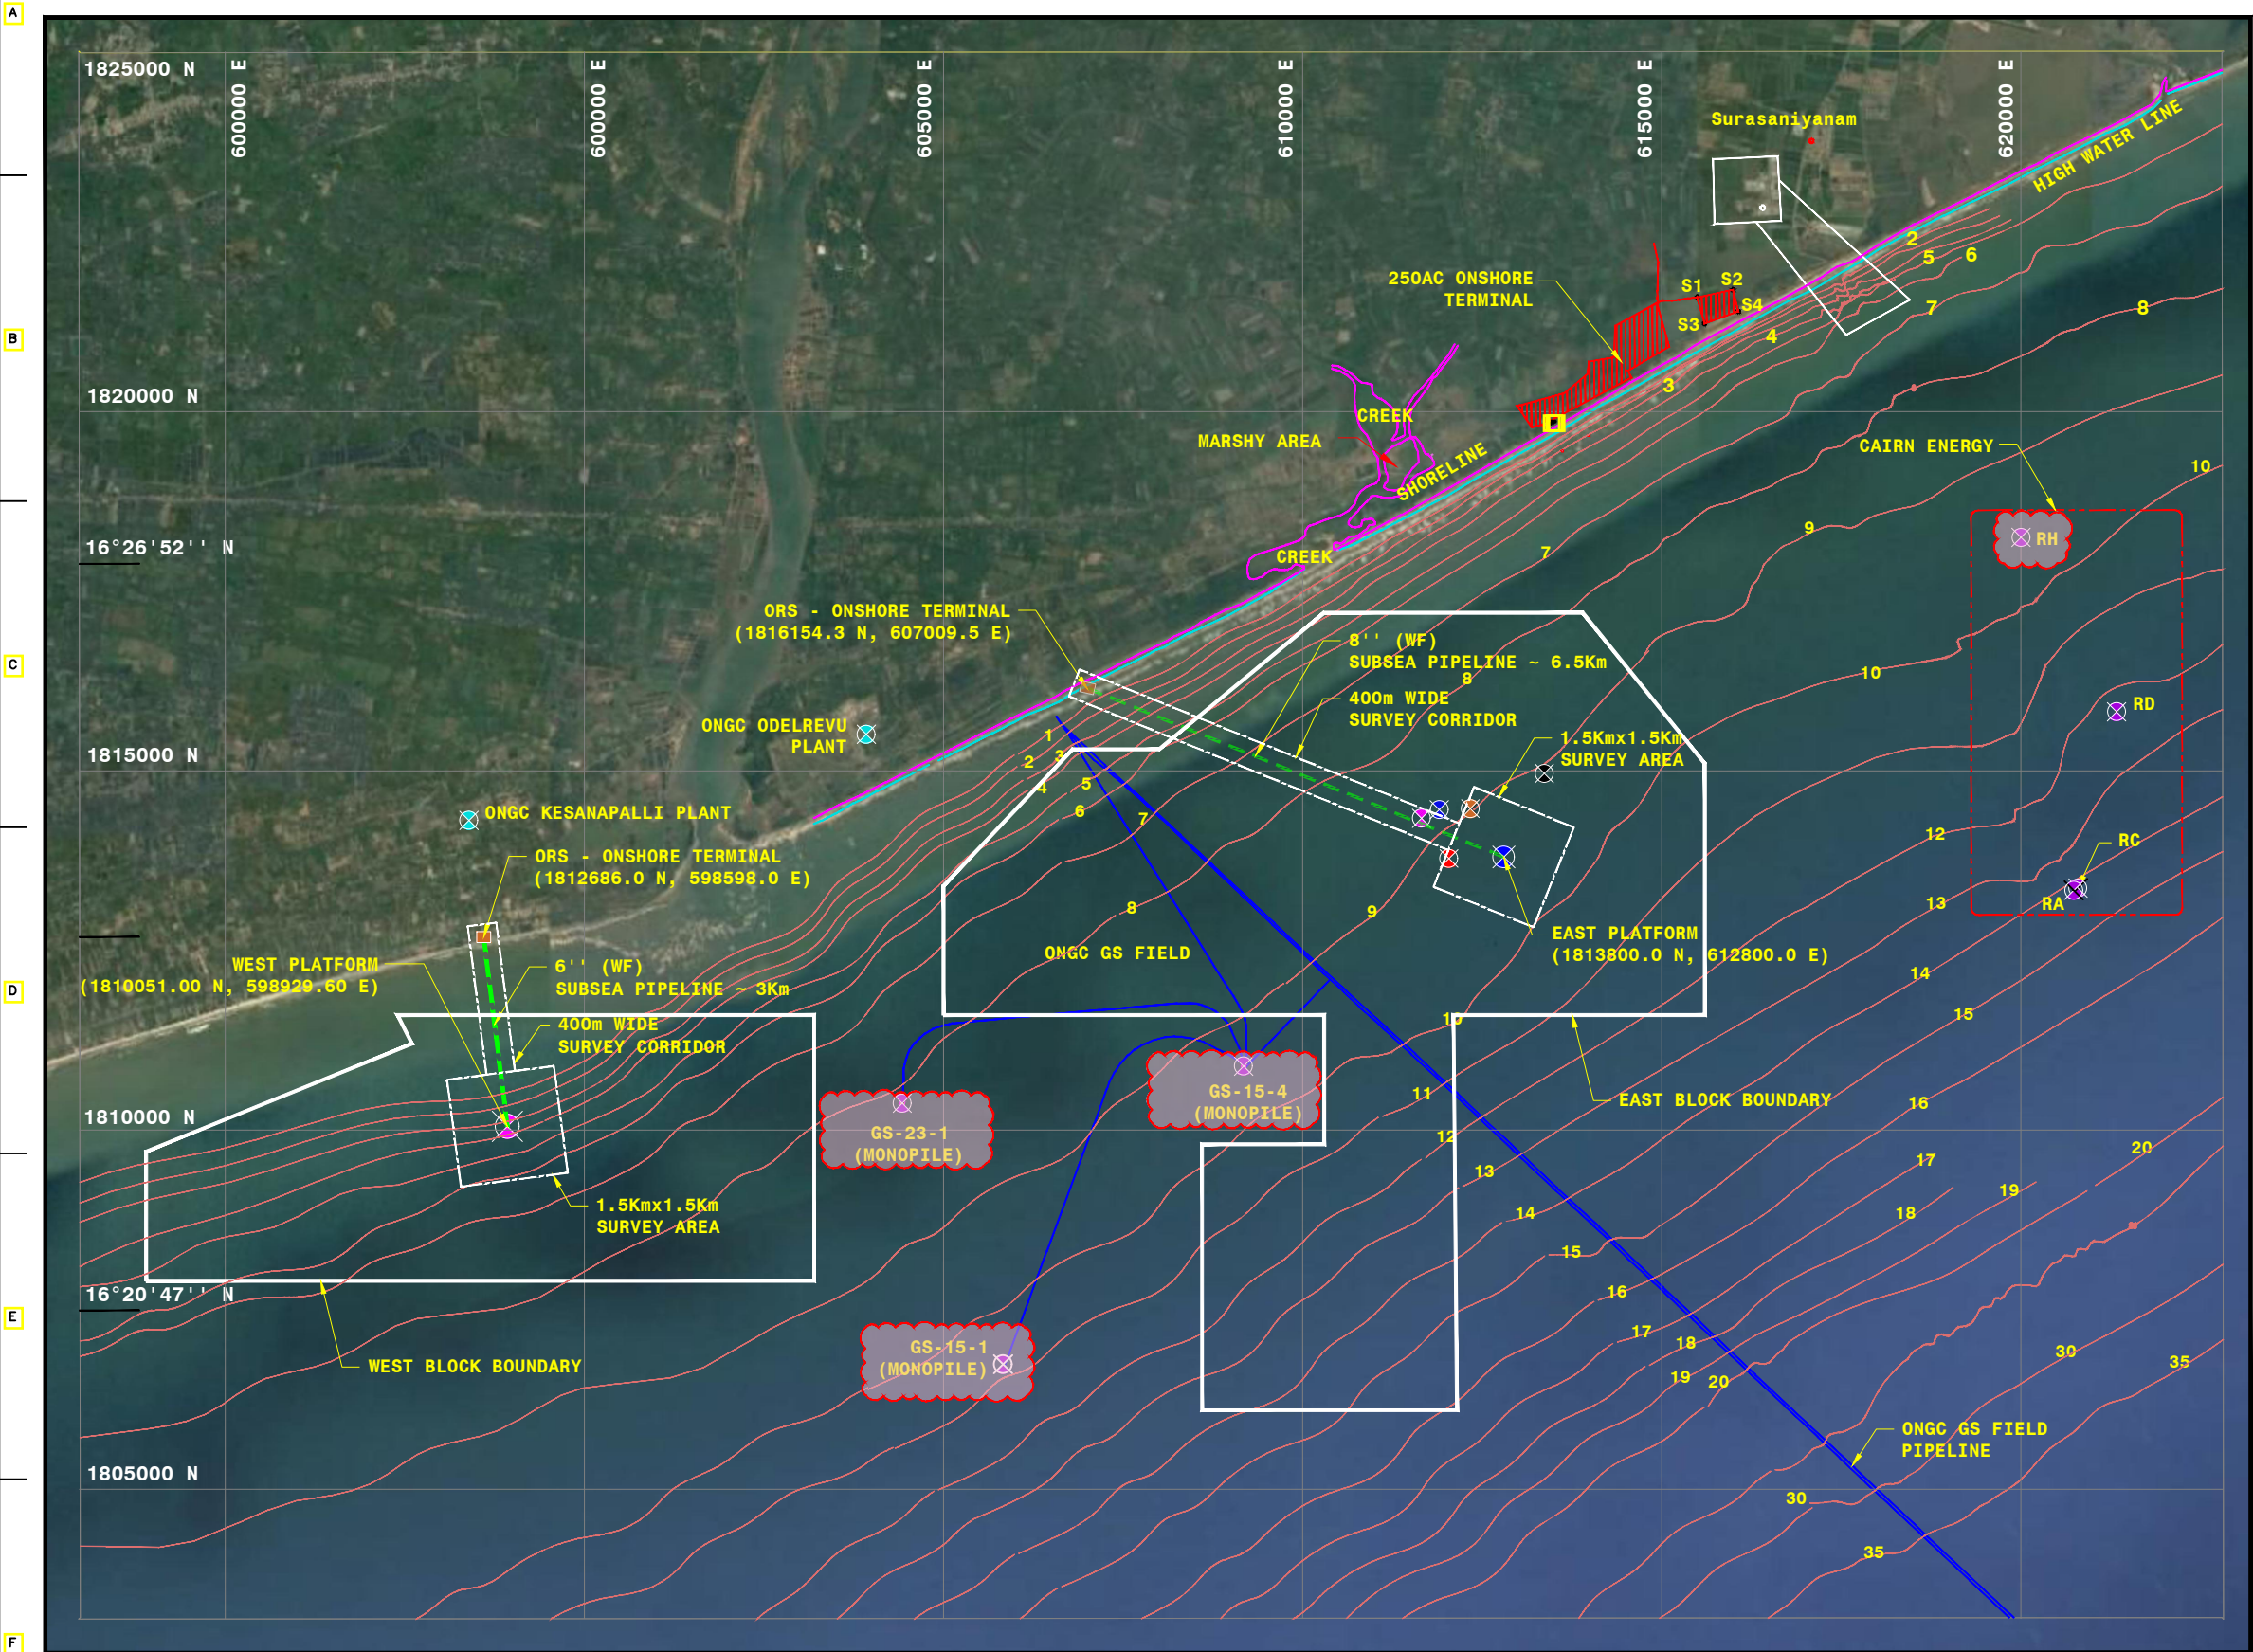 A
B
C
D
E
F
1825000 N
600000 E
600000 E
605000 E
610000 E
615000 E
620000 E
Surasaniyanam
HIGH WATER LINE
2
5
6
7
8
4
3
250AC ONSHORE
TERMINAL
S1
S2
S4
S3
1820000 N
CREEK
MARSHY AREA
SHORELINE
CAIRN ENERGY
10
9
7
RH
16°26'52'' N
CREEK
ORS - ONSHORE TERMINAL
(1816154.3 N, 607009.5 E)
8'' (WF)
SUBSEA PIPELINE ~ 6.5Km
8
400m WIDE
SURVEY CORRIDOR
10
RD
ONGC ODELREVU
PLANT
1.5Kmx1.5Km
SURVEY AREA
1815000 N
1
2
3
4
5
6
7
ONGC KESANAPALLI PLANT
12
RC
ORS - ONSHORE TERMINAL
(1812686.0 N, 598598.0 E)
13
RA
8
9
EAST PLATFORM
(1813800.0 N, 612800.0 E)
ONGC GS FIELD
WEST PLATFORM
(1810051.00 N, 598929.60 E)
6'' (WF)
SUBSEA PIPELINE ~ 3Km
14
15
400m WIDE
SURVEY CORRIDOR
10
GS-15-4
(MONOPILE)
11
EAST BLOCK BOUNDARY
16
1810000 N
GS-23-1
(MONOPILE)
12
13
17
20
19
18
14
15
1.5Kmx1.5Km
SURVEY AREA
16°20'47'' N
16
17
18
19
20
30
35
GS-15-1
(MONOPILE)
WEST BLOCK BOUNDARY
ONGC GS FIELD
PIPELINE
1805000 N
30
35